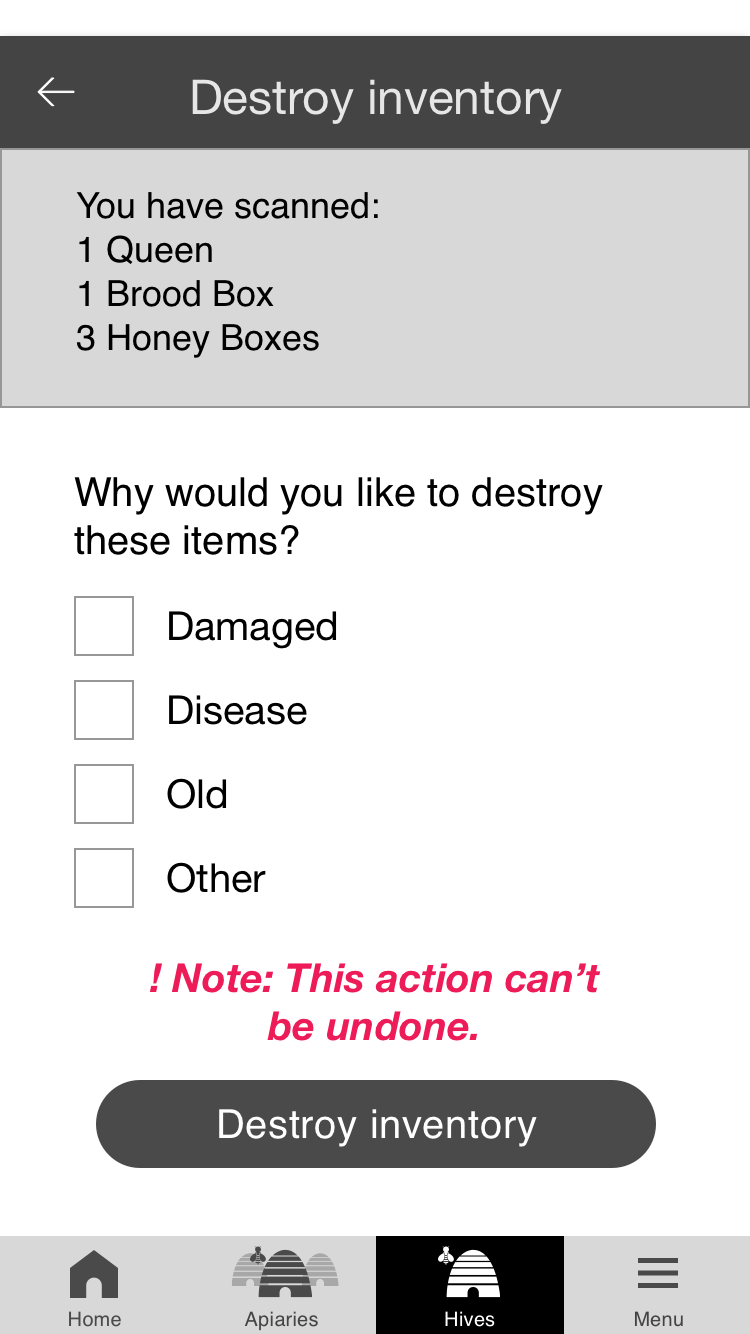 Destroy inventory
You have scanned:
1 Queen
1 Brood Box
3 Honey Boxes
Why would you like to destroy
these items?
Damaged
Disease
Old
Other
! Note: This action can’t
be undone.
Destroy inventory
Home
Apiaries
Hives
Menu